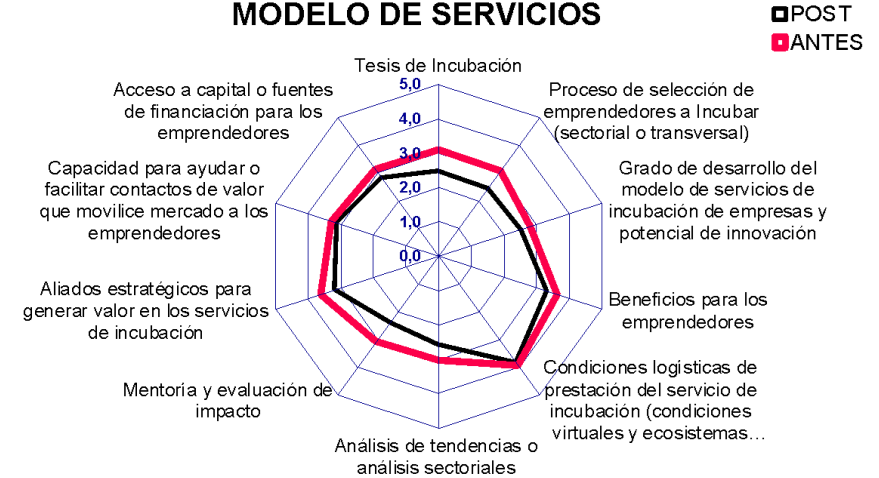 MODELO DE SERVICIOS
POST
ANTES
Tesis de Incubación
5,0
4,0
3,0
2,0
1,0
0,0
Proceso de selección de
emprendedores a Incubar
(sectorial o transversal)
Grado de desarrollo del
modelo de servicios de
incubación de empresas y
potencial de innovación
Beneficios para los
emprendedores
Condiciones logísticas de
prestación del servicio de
incubación (condiciones
virtuales y ecosistemas…
Análisis de tendencias o
análisis sectoriales
Mentoría y evaluación de
impacto
Aliados estratégicos para
generar valor en los servicios
de incubación
Capacidad para ayudar o
facilitar contactos de valor
que movilice mercado a los
emprendedores
Acceso a capital o fuentes
de financiación para los
emprendedores